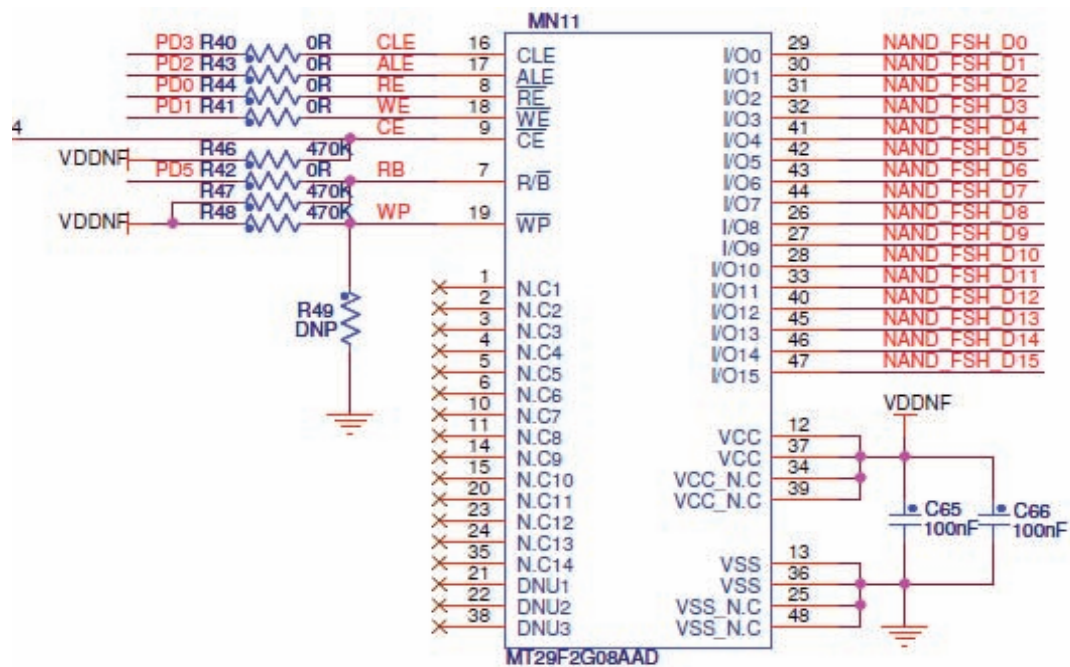 MN11
PD3 R40 0R CLE 16 CLE
PD2 R43 0R ALE 17 ALE
PD0 R44 0R RE 8 RE
PD1 R41 0R WE 18 WE
4 CE 9 CE
VDDNF R46 470K
PD5 R42 0R RB 7 R/B
R47 470K
VDDNF R48 470K WP 19 WP
R49
DNP
1 N.C1
2 N.C2
3 N.C3
4 N.C4
5 N.C5
6 N.C6
10 N.C7
11 N.C8
14 N.C9
15 N.C10
20 N.C11
23 N.C12
24 N.C13
35 N.C14
21 DNU1
22 DNU2
38 DNU3
I/O0 29 NAND_FSH_D0
I/O1 30 NAND_FSH_D1
I/O2 31 NAND_FSH_D2
I/O3 32 NAND_FSH_D3
I/O4 41 NAND_FSH_D4
I/O5 42 NAND_FSH_D5
I/O6 43 NAND_FSH_D6
I/O7 44 NAND_FSH_D7
I/O8 26 NAND_FSH_D8
I/O9 27 NAND_FSH_D9
I/O10 28 NAND_FSH_D10
I/O11 33 NAND_FSH_D11
I/O12 40 NAND_FSH_D12
I/O13 45 NAND_FSH_D13
I/O14 46 NAND_FSH_D14
I/O15 47 NAND_FSH_D15
VDDNF
VCC 12
VCC 37
VCC_N.C 34
VCC_N.C 39
C65
100nF
C66
100nF
VSS 13
VSS 36
VSS_N.C 25
VSS_N.C 48
MT29F2G08AAD